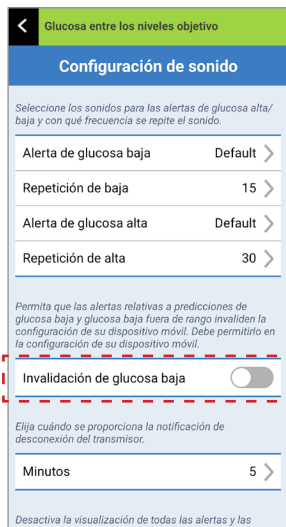 Glucosa entre los niveles objetivo
Configuración de sonido
Seleccione los sonidos para las alertas de glucosa alta/
baja y con qué frecuencia se repite el sonido.
Alerta de glucosa baja Default
Repetición de baja 15
Alerta de glucosa alta Default
Repetición de alta 30
Permita que las alertas relativas a predicciones de
glucosa baja y glucosa baja fuera de rango invaliden la
configuración de su dispositivo móvil. Debe permitirlo en
la configuración de su dispositivo móvil.
Invalidación de glucosa baja
Elija cuándo se proporciona la notificación de
desconexión del transmisor.
Minutos 5
Desactiva la visualización de todas las alertas y las